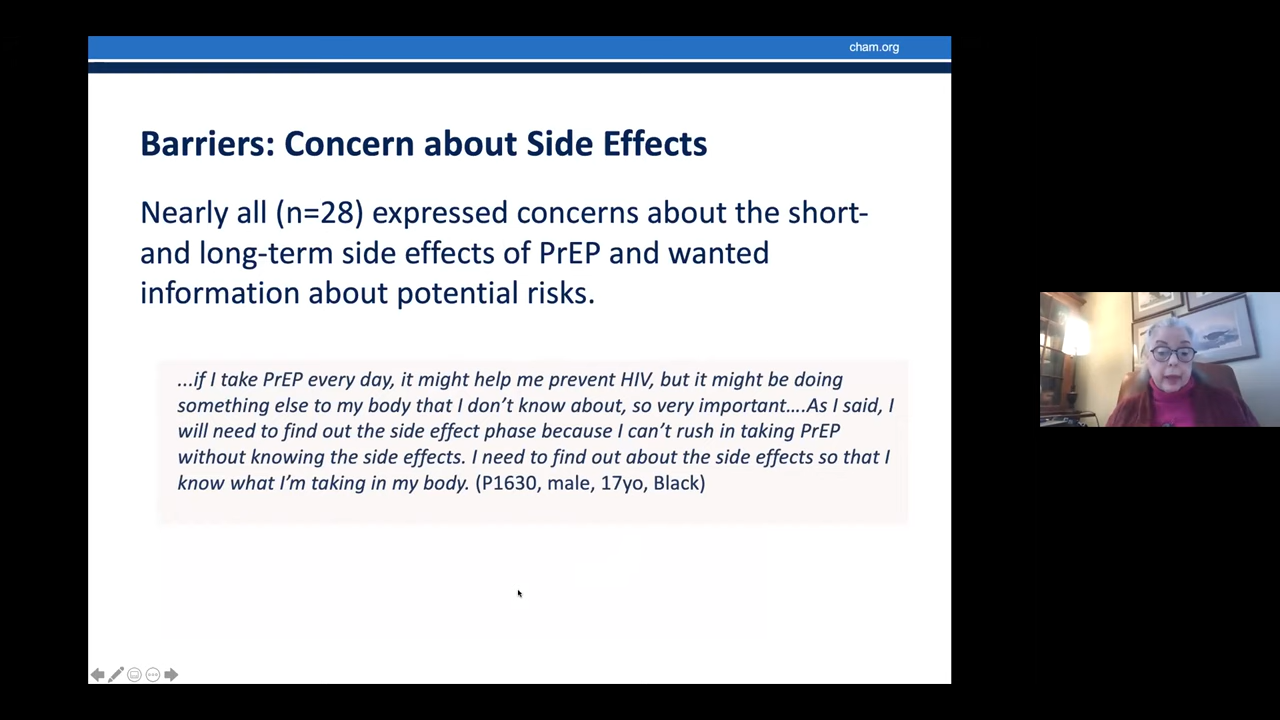 cham.org
Barriers: Concern about Side Effects
Nearly all (n=28) expressed concerns about the short-
and long-term side effects of PrEP and wanted
information about potential risks.
...if I take PrEP every day, it might help me prevent HIV, but it might be doing
something else to my body that I don’t know about, so very important....As I said, I
will need to find out the side effect phase because I can’t rush in taking PrEP
without knowing the side effects. I need to find out about the side effects so that I
know what I’m taking in my body. (P1630, male, 17yo, Black)